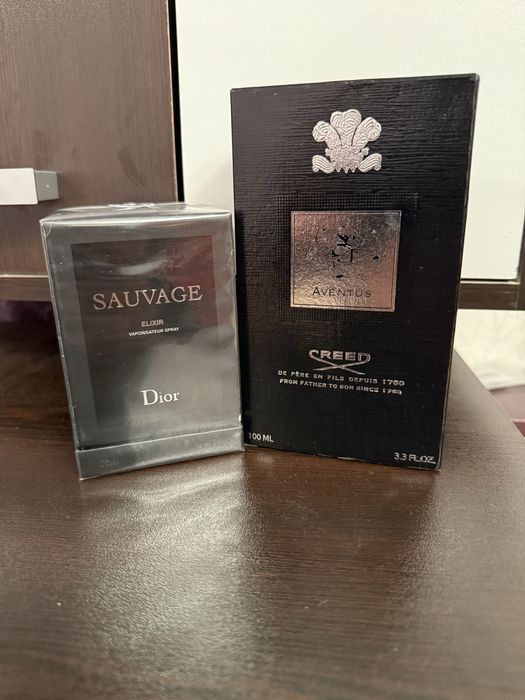 SAUVAGE
ELIXIR
VAPORISATEUR SPRAY
Dior
AVENTUS
CREED
DE PÈRE EN FILS DEPUIS 1760
FROM FATHER TO SON SINCE 1760
100 ML
3.3 FL.OZ.